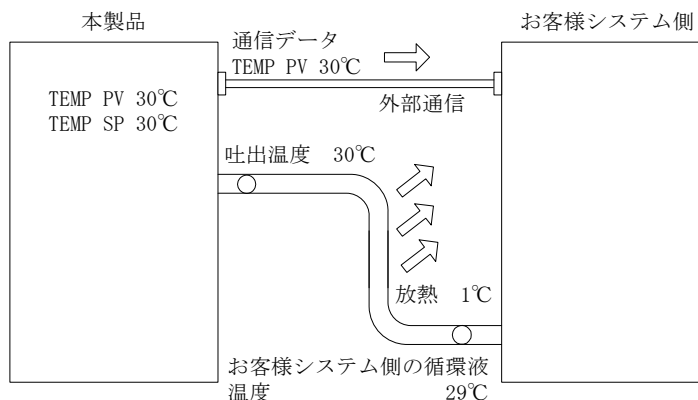 本製品
お客様システム側
通信データ
TEMP PV 30℃
TEMP PV 30℃
TEMP SP 30℃
外部通信
吐出温度 30℃
放熱 1℃
お客様システム側の循環液
温度 29℃